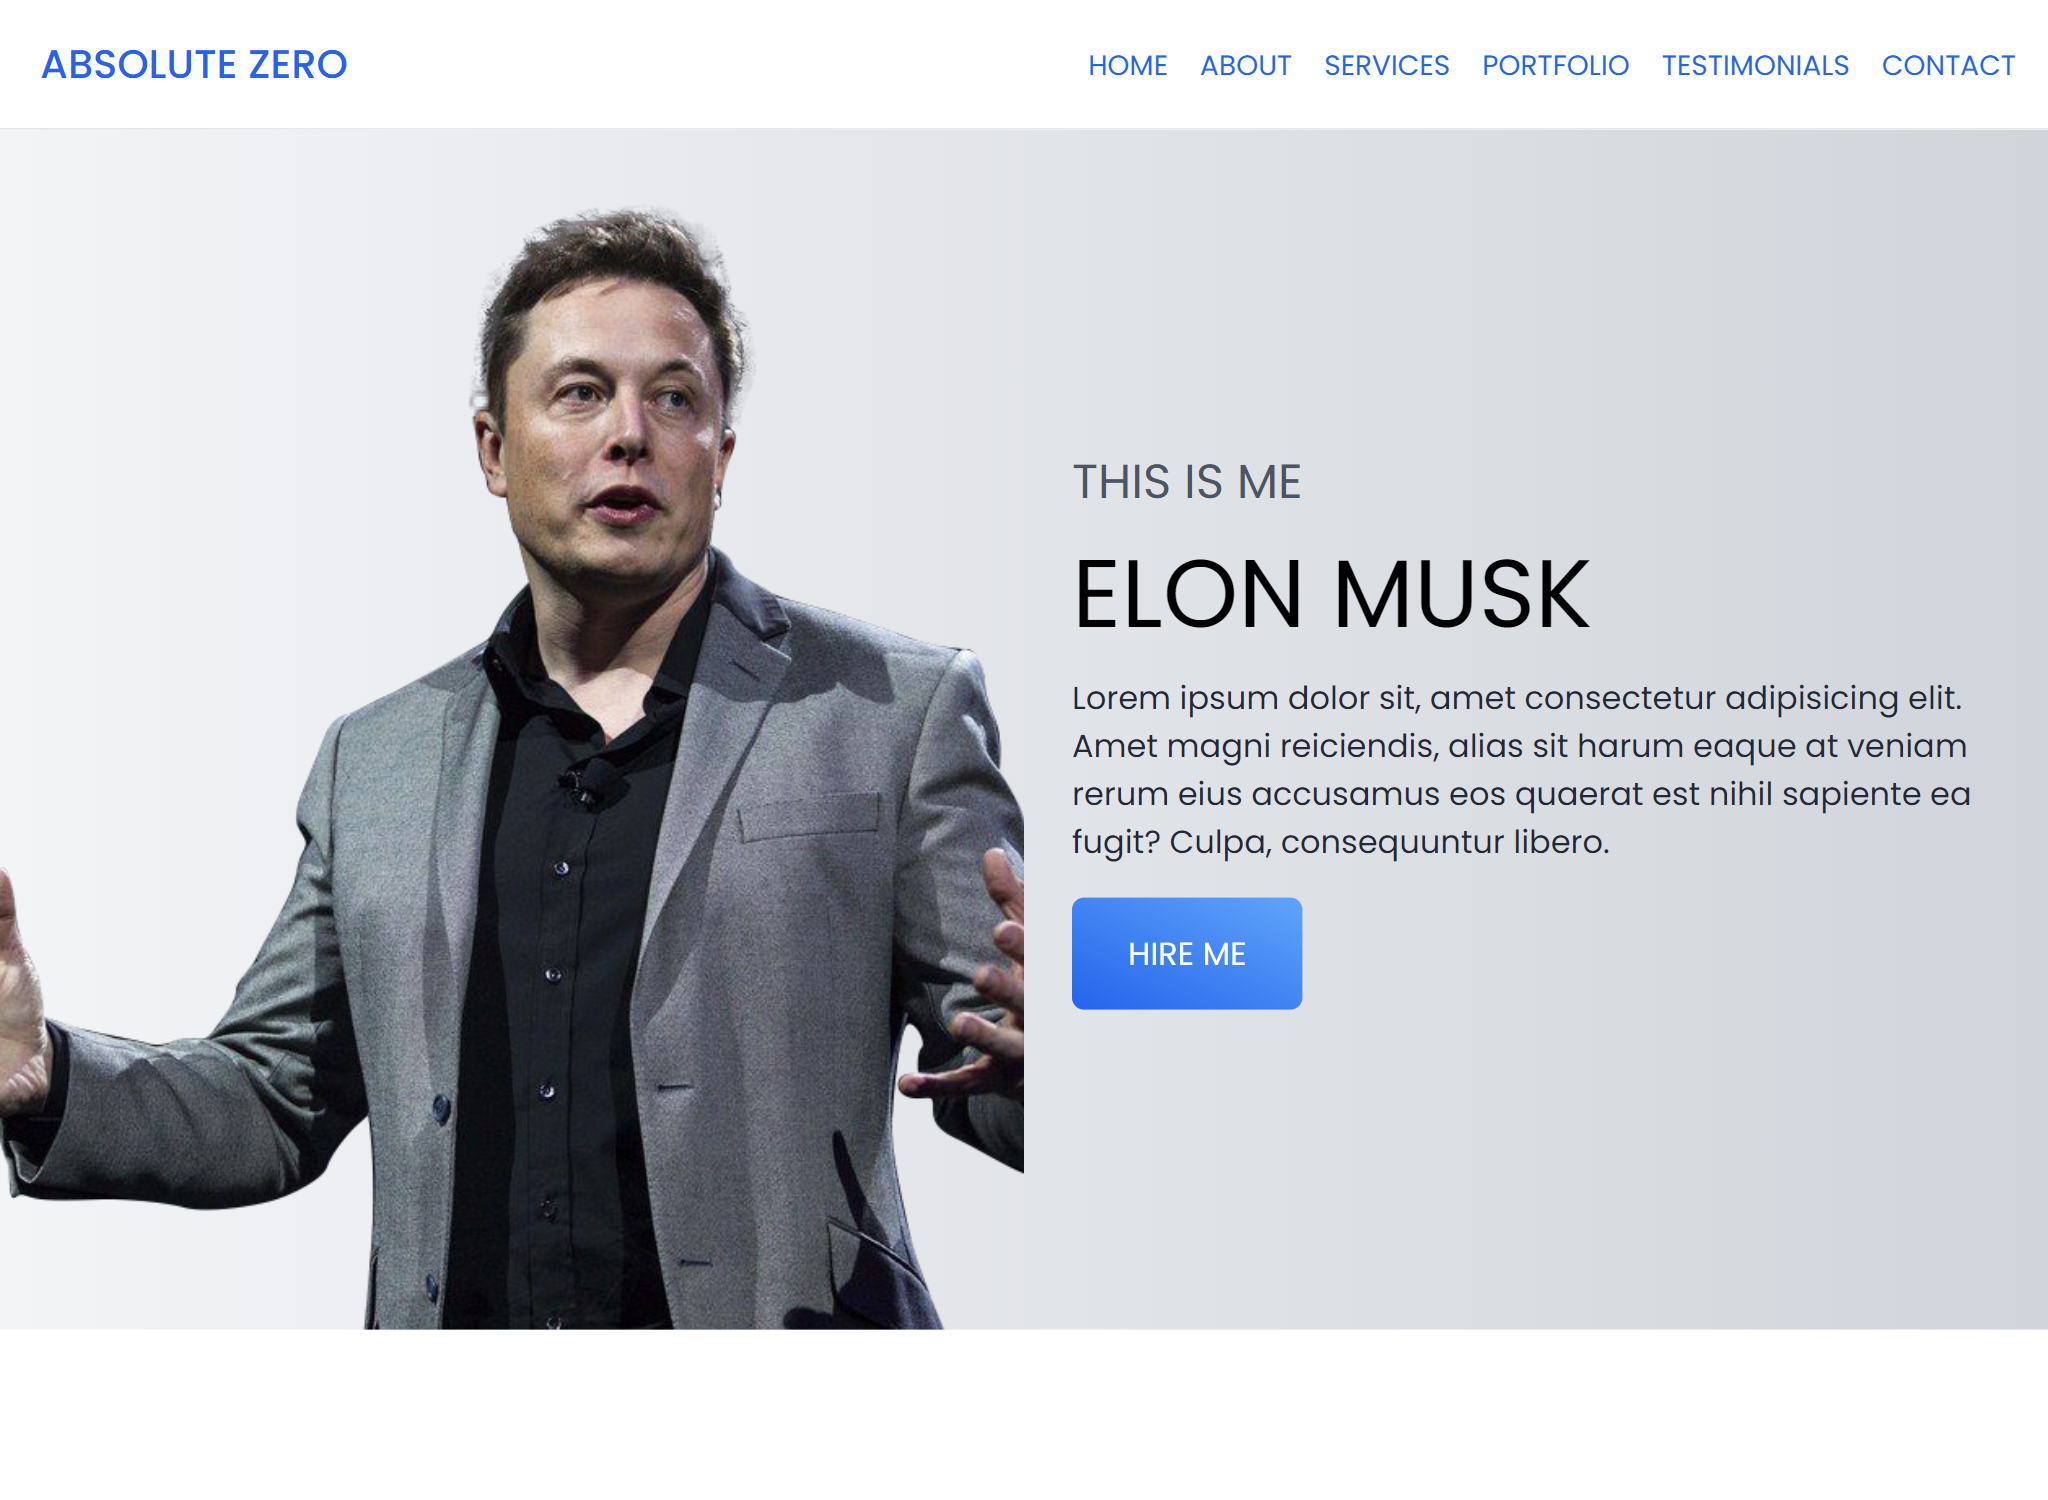 ABSOLUTE ZERO
HOME ABOUT SERVICES PORTFOLIO TESTIMONIALS CONTACT
THIS IS ME
ELON MUSK
Lorem ipsum dolor sit, amet consectetur adipisicing elit.
Amet magni reiciendis, alias sit harum eaque at veniam
rerum eius accusamus eos quaerat est nihil sapiente ea
fugit? Culpa, consequuntur libero.
HIRE ME